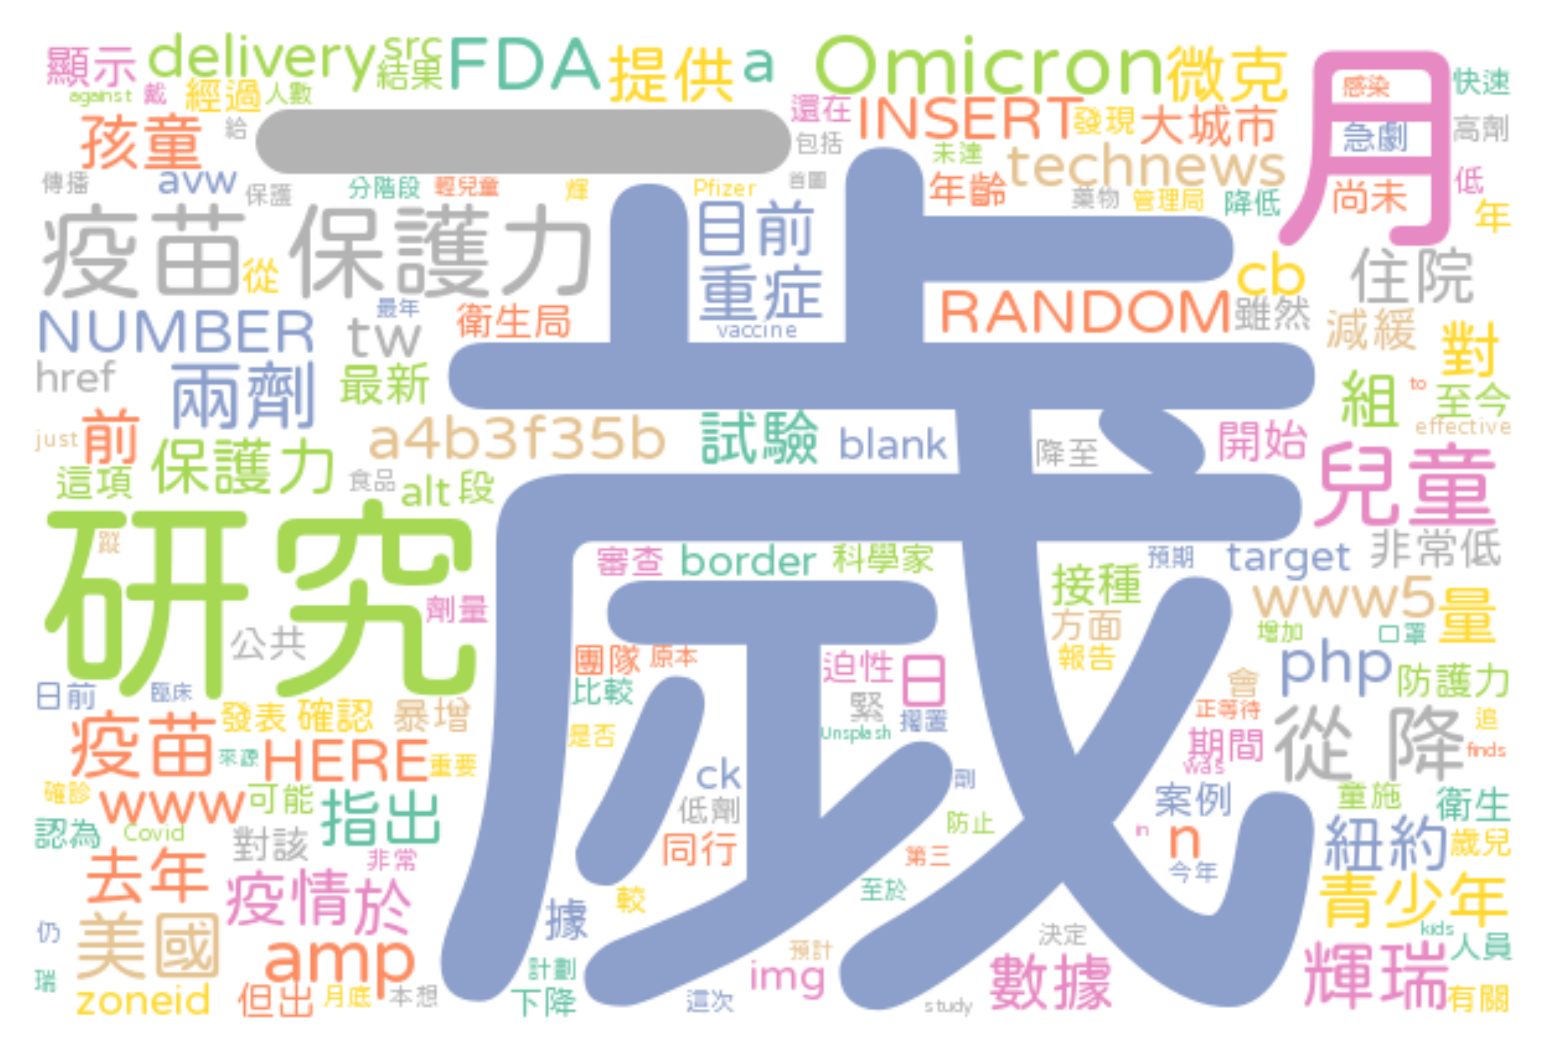 顯示 delivery src FDA 提供 a Omicron 微克 月 感染 快速
against 戴 經過 人數 結果
孩童 給 一 還在 包括 INSERT 發現 大城市 急劇 高劑
傳播 avw 保護 分階段 輕兒童 輝 Pfizer 首圖 未達 technews 年齡 藥物 管理局 降低 尚未 低 年
疫苗 保護力 從 目前 重症 cb 住院
NUMBER tw 最年 衛生局 vaccine RANDOM 雖然 減緩 對
href 兩劑 最新 歲 組 to 至今
just 前 a4b3f35b 試驗 blank 降至 開始 effective
這項 保護力 食品 alt 段 兒童
研究 蹤 審查 border 科學家 預期 target 非常低
劑量 接種 www5 量
公共 團隊 原本 迫性 日 方面 增加 口罩
日前 臨床 比較 緊 擱置 報告 會 php 防護力
疫苗 發表 確認 暴增 是否 Unsplash 正等待 從 降 追
來源 HERE 重要 ck 劑 期間 was finds
確診 www 可能 指出 低劑 案例 童施 衛生
認為 Covid 對該 非常 同行 防止 in n 紐約 歲兒
去年 疫情 於 較 第三 至於 今年 青少年
仍 美國 據 決定 kids 人員
瑞 amp 計劃 預計 img 數據 輝瑞
zoneid 但出 月底 本想 下降 這次 study 有關